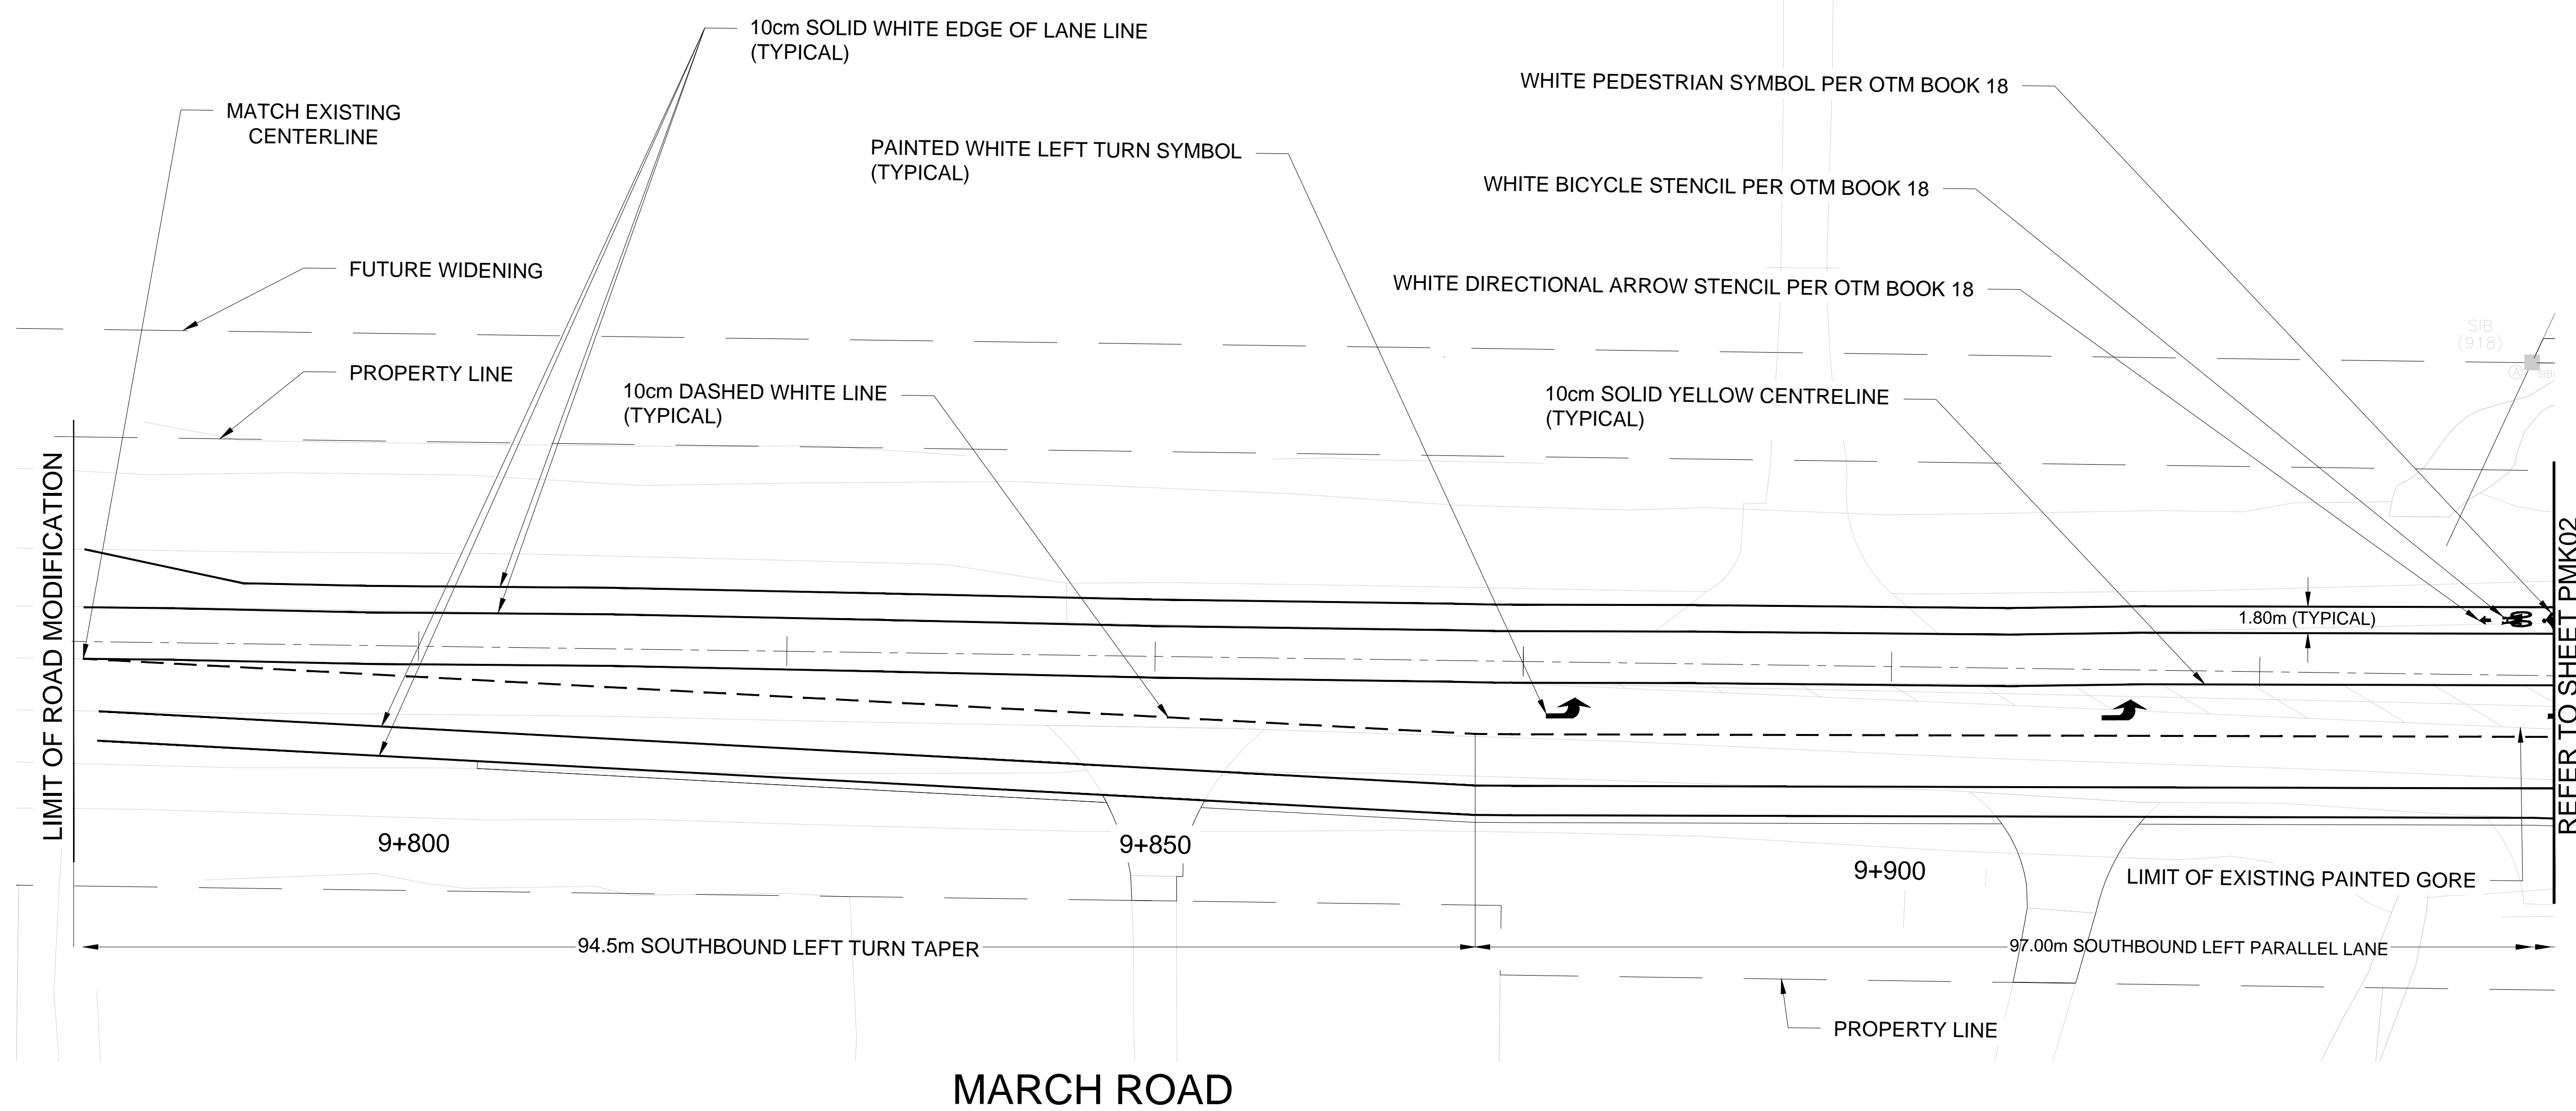 10cm SOLID WHITE EDGE OF LANE LINE
(TYPICAL)
MATCH EXISTING
CENTERLINE
WHITE PEDESTRIAN SYMBOL PER OTM BOOK 18
PAINTED WHITE LEFT TURN SYMBOL
(TYPICAL)
WHITE BICYCLE STENCIL PER OTM BOOK 18
FUTURE WIDENING
WHITE DIRECTIONAL ARROW STENCIL PER OTM BOOK 18
SIB
(918)
A
SIB
PROPERTY LINE
10cm DASHED WHITE LINE
(TYPICAL)
10cm SOLID YELLOW CENTRELINE
(TYPICAL)
LIMIT OF ROAD MODIFICATION
REFER TO SHEET PMK02
1.80m (TYPICAL)
9+800
9+850
9+900
LIMIT OF EXISTING PAINTED GORE
94.5m SOUTHBOUND LEFT TURN TAPER
97.00m SOUTHBOUND LEFT PARALLEL LANE
PROPERTY LINE
MARCH ROAD